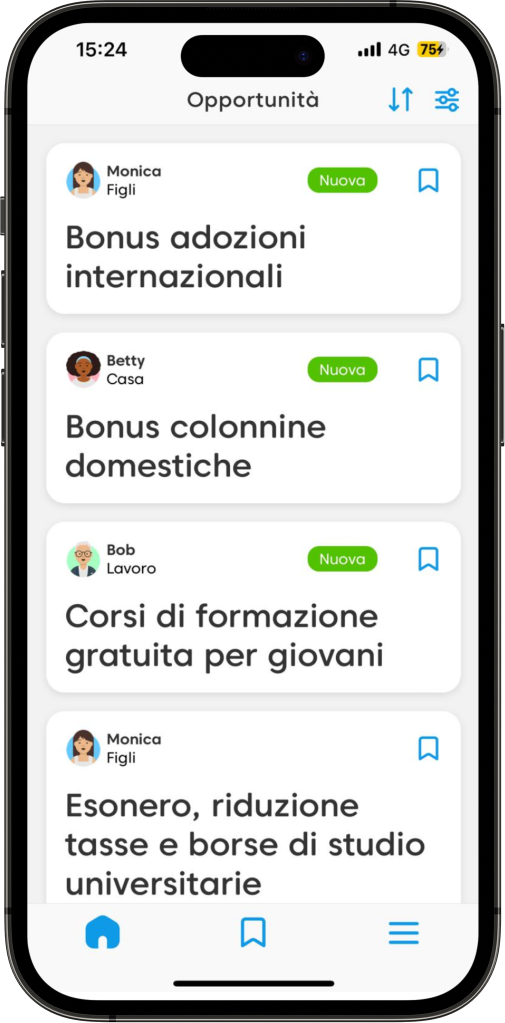 15:24
4G 75
Opportunità
Monica
Figli
Nuova
Bonus adozioni
internazionali
Betty
Casa
Nuova
Bonus colonnine
domestiche
Bob
Lavoro
Nuova
Corsi di formazione
gratuita per giovani
Monica
Figli
Esonero, riduzione
tasse e borse di studio
universitarie